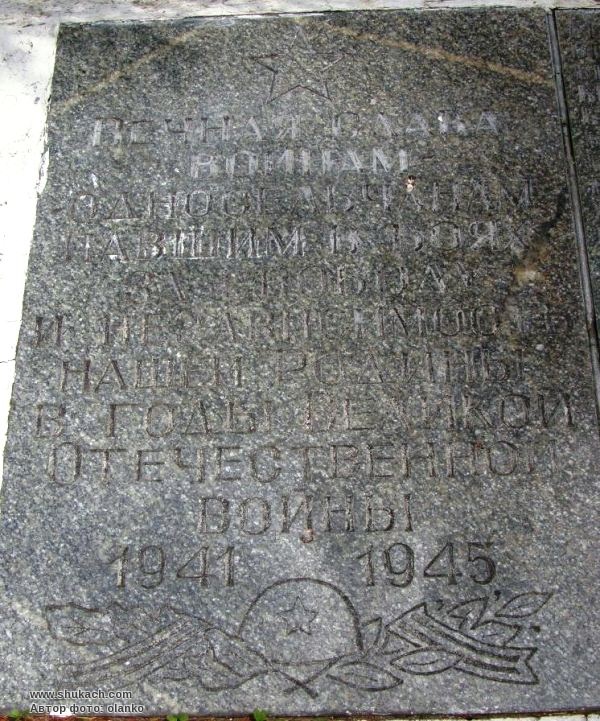 ВЕЧНАЯ СЛАВА
ВОИНАМ
ОДНОСЕЛЬЧАНАМ
ПАВШИМ В БОЯХ
ЗА СВОБОДУ
И НЕЗАВИСИМОСТЬ
НАШЕЙ РОДИНЫ
В ГОДЫ ВЕЛИКОЙ
ОТЕЧЕСТВЕННОЙ
ВОЙНЫ
1941 1945
www.shukach.com
Автор фото: olanko